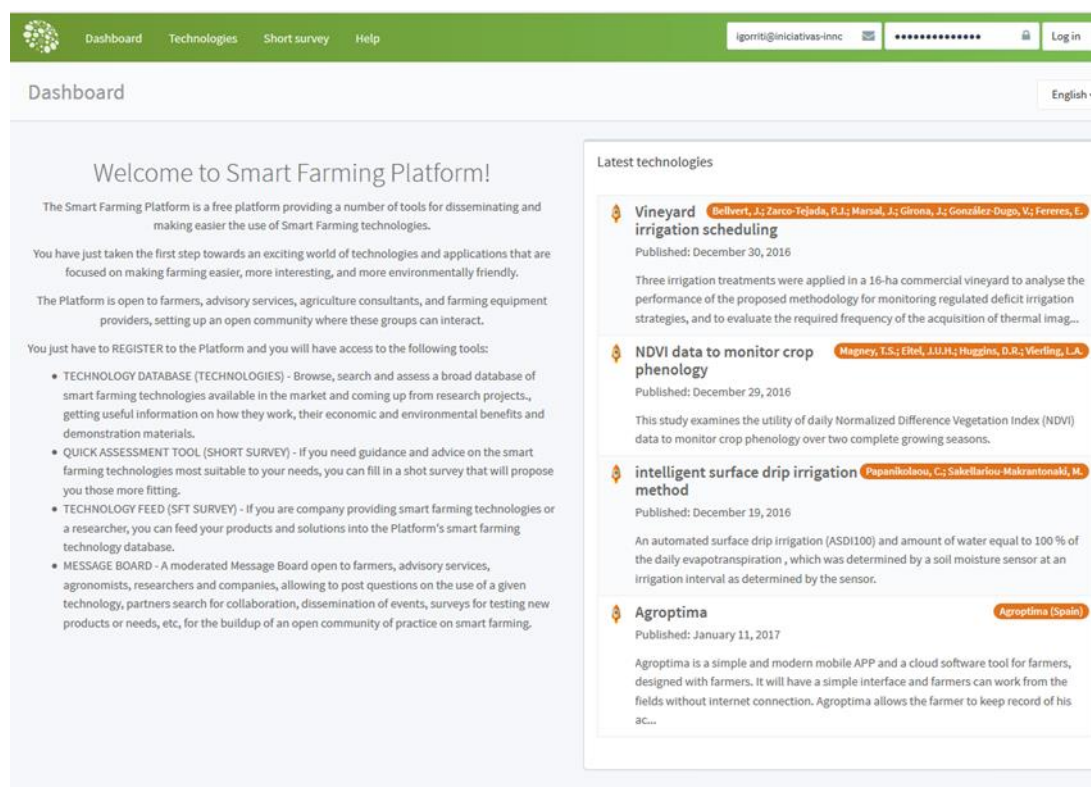 Dashboard Technologies Short survey Help igorriti@iniciativas-innc •••••••••••••• Log in
Dashboard English
Welcome to Smart Farming Platform!
The Smart Farming Platform is a free platform providing a number of tools for disseminating and
making easier the use of Smart Farming technologies.
You have just taken the first step towards an exciting world of technologies and applications that are
focused on making farming easier, more interesting, and more environmentally friendly.
The Platform is open to farmers, advisory services, agriculture consultants, and farming equipment
providers, setting up an open community where these groups can interact.
You just have to REGISTER to the Platform and you will have access to the following tools:
• TECHNOLOGY DATABASE (TECHNOLOGIES) - Browse, search and assess a broad database of
smart farming technologies available in the market and coming up from research projects.,
getting useful information on how they work, their economic and environmental benefits and
demonstration materials.
• QUICK ASSESSMENT TOOL (SHORT SURVEY) - If you need guidance and advice on the smart
farming technologies most suitable to your needs, you can fill in a shot survey that will propose
you those more fitting.
• TECHNOLOGY FEED (SFT SURVEY) - If you are company providing smart farming technologies or
a researcher, you can feed your products and solutions into the Platform's smart farming
technology database.
• MESSAGE BOARD - A moderated Message Board open to farmers, advisory services,
agronomists, researchers and companies, allowing to post questions on the use of a given
technology, partners search for collaboration, dissemination of events, surveys for testing new
products or needs, etc, for the buildup of an open community of practice on smart farming.
Latest technologies
Vineyard Bellvert, J.; Zarco-Tejada, P.J.; Marsal, J.; Girona, J.; González-Dugo, V.; Fereres, E.
irrigation scheduling
Published: December 30, 2016
Three irrigation treatments were applied in a 16-ha commercial vineyard to analyse the
performance of the proposed methodology for monitoring regulated deficit irrigation
strategies, and to evaluate the required frequency of the acquisition of thermal imag...
NDVI data to monitor crop Magney, T.S.; Eitel, J.U.H.; Huggins, D.R.; Vierling, L.A.
phenology
Published: December 29, 2016
This study examines the utility of daily Normalized Difference Vegetation Index (NDVI)
data to monitor crop phenology over two complete growing seasons.
intelligent surface drip irrigation Papanikolaou, C.; Sakellariou-Makrantonaki, M.
method
Published: December 19, 2016
An automated surface drip irrigation (ASDI100) and amount of water equal to 100 % of
the daily evapotranspiration , which was determined by a soil moisture sensor at an
irrigation interval as determined by the sensor.
Agroptima Agroptima (Spain)
Published: January 11, 2017
Agroptima is a simple and modern mobile APP and a cloud software tool for farmers,
designed with farmers. It will have a simple interface and farmers can work from the
fields without internet connection. Agroptima allows the farmer to keep record of his
ac...